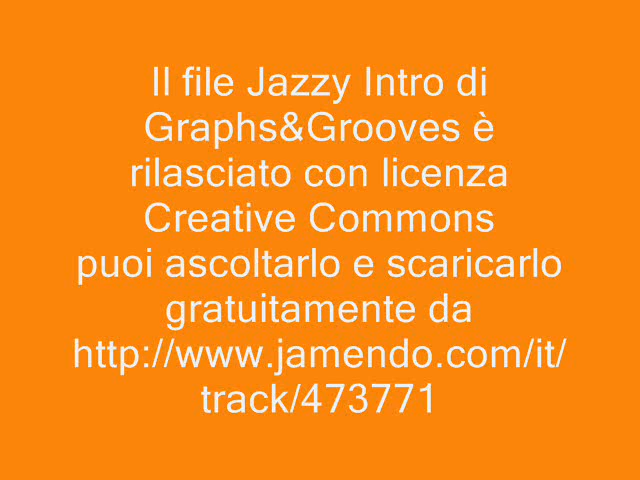 Il file Jazzy Intro di
Graphs&Grooves è
rilasciato con licenza
Creative Commons
puoi ascoltarlo e scaricarlo
gratuitamente da
http://www.jamendo.com/it/
track/473771